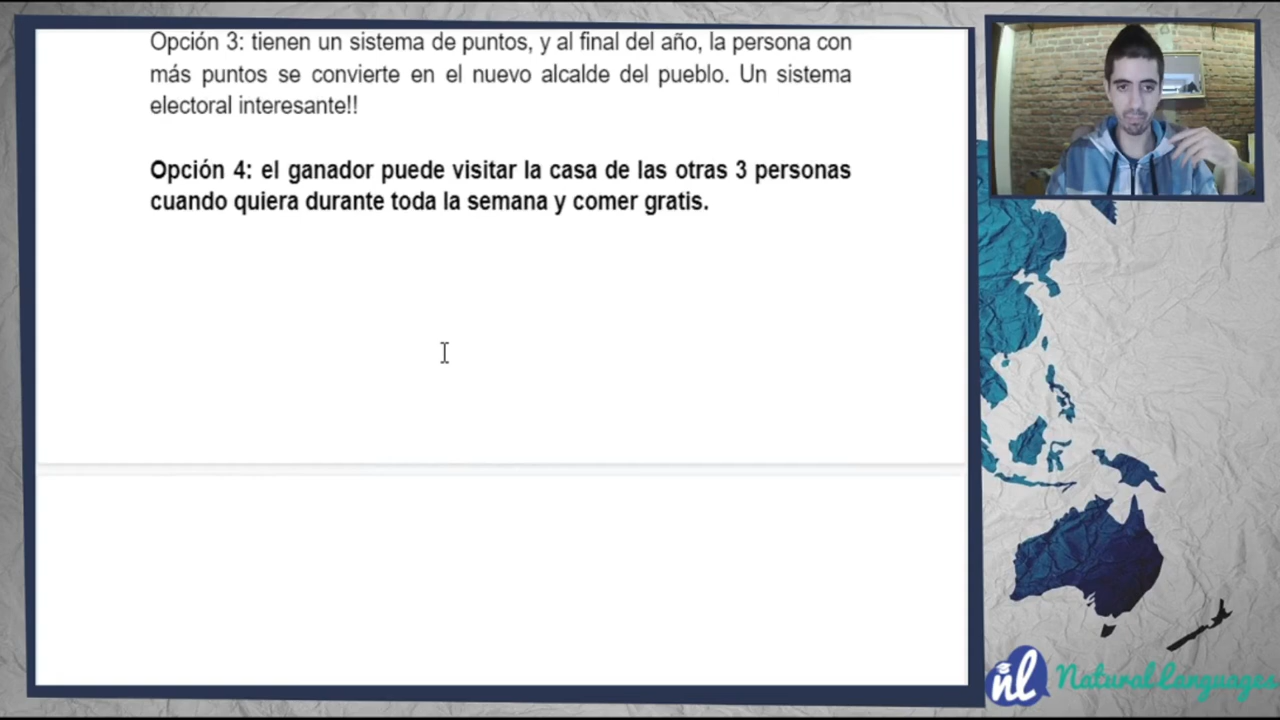 Opción 3: tienen un sistema de puntos, y al final del año, la persona con
más puntos se convierte en el nuevo alcalde del pueblo. Un sistema
electoral interesante!!
Opción 4: el ganador puede visitar la casa de las otras 3 personas
cuando quiera durante toda la semana y comer gratis.
nl Natural Languages